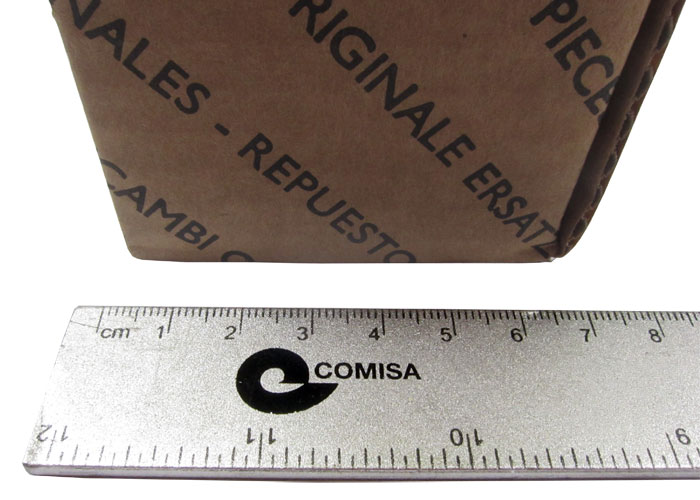 PIECE
RIGINALE ERSATZ
NALES - REPUESTO
CAMBI O
cm 1 2 3 4 5 6 7 8
COMISA
12 11 10 9